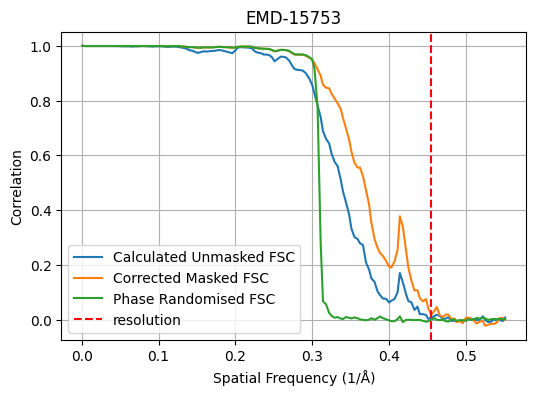 EMD-15753
Correlation
1.0
0.8
0.6
0.4
0.2
0.0
Calculated Unmasked FSC
Corrected Masked FSC
Phase Randomised FSC
resolution
0.0 0.1 0.2 0.3 0.4 0.5
Spatial Frequency (1/Å)